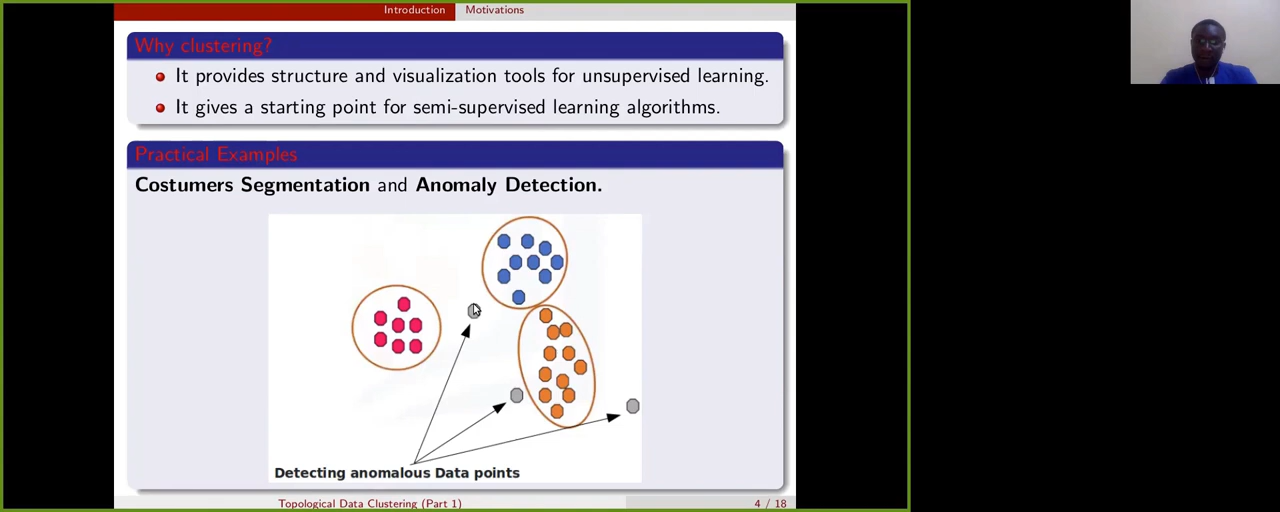 Introduction Motivations
Why clustering?
It provides structure and visualization tools for unsupervised learning.
It gives a starting point for semi-supervised learning algorithms.
Practical Examples
Costumers Segmentation and Anomaly Detection.
Detecting anomalous Data points
Topological Data Clustering (Part 1) 4 / 18